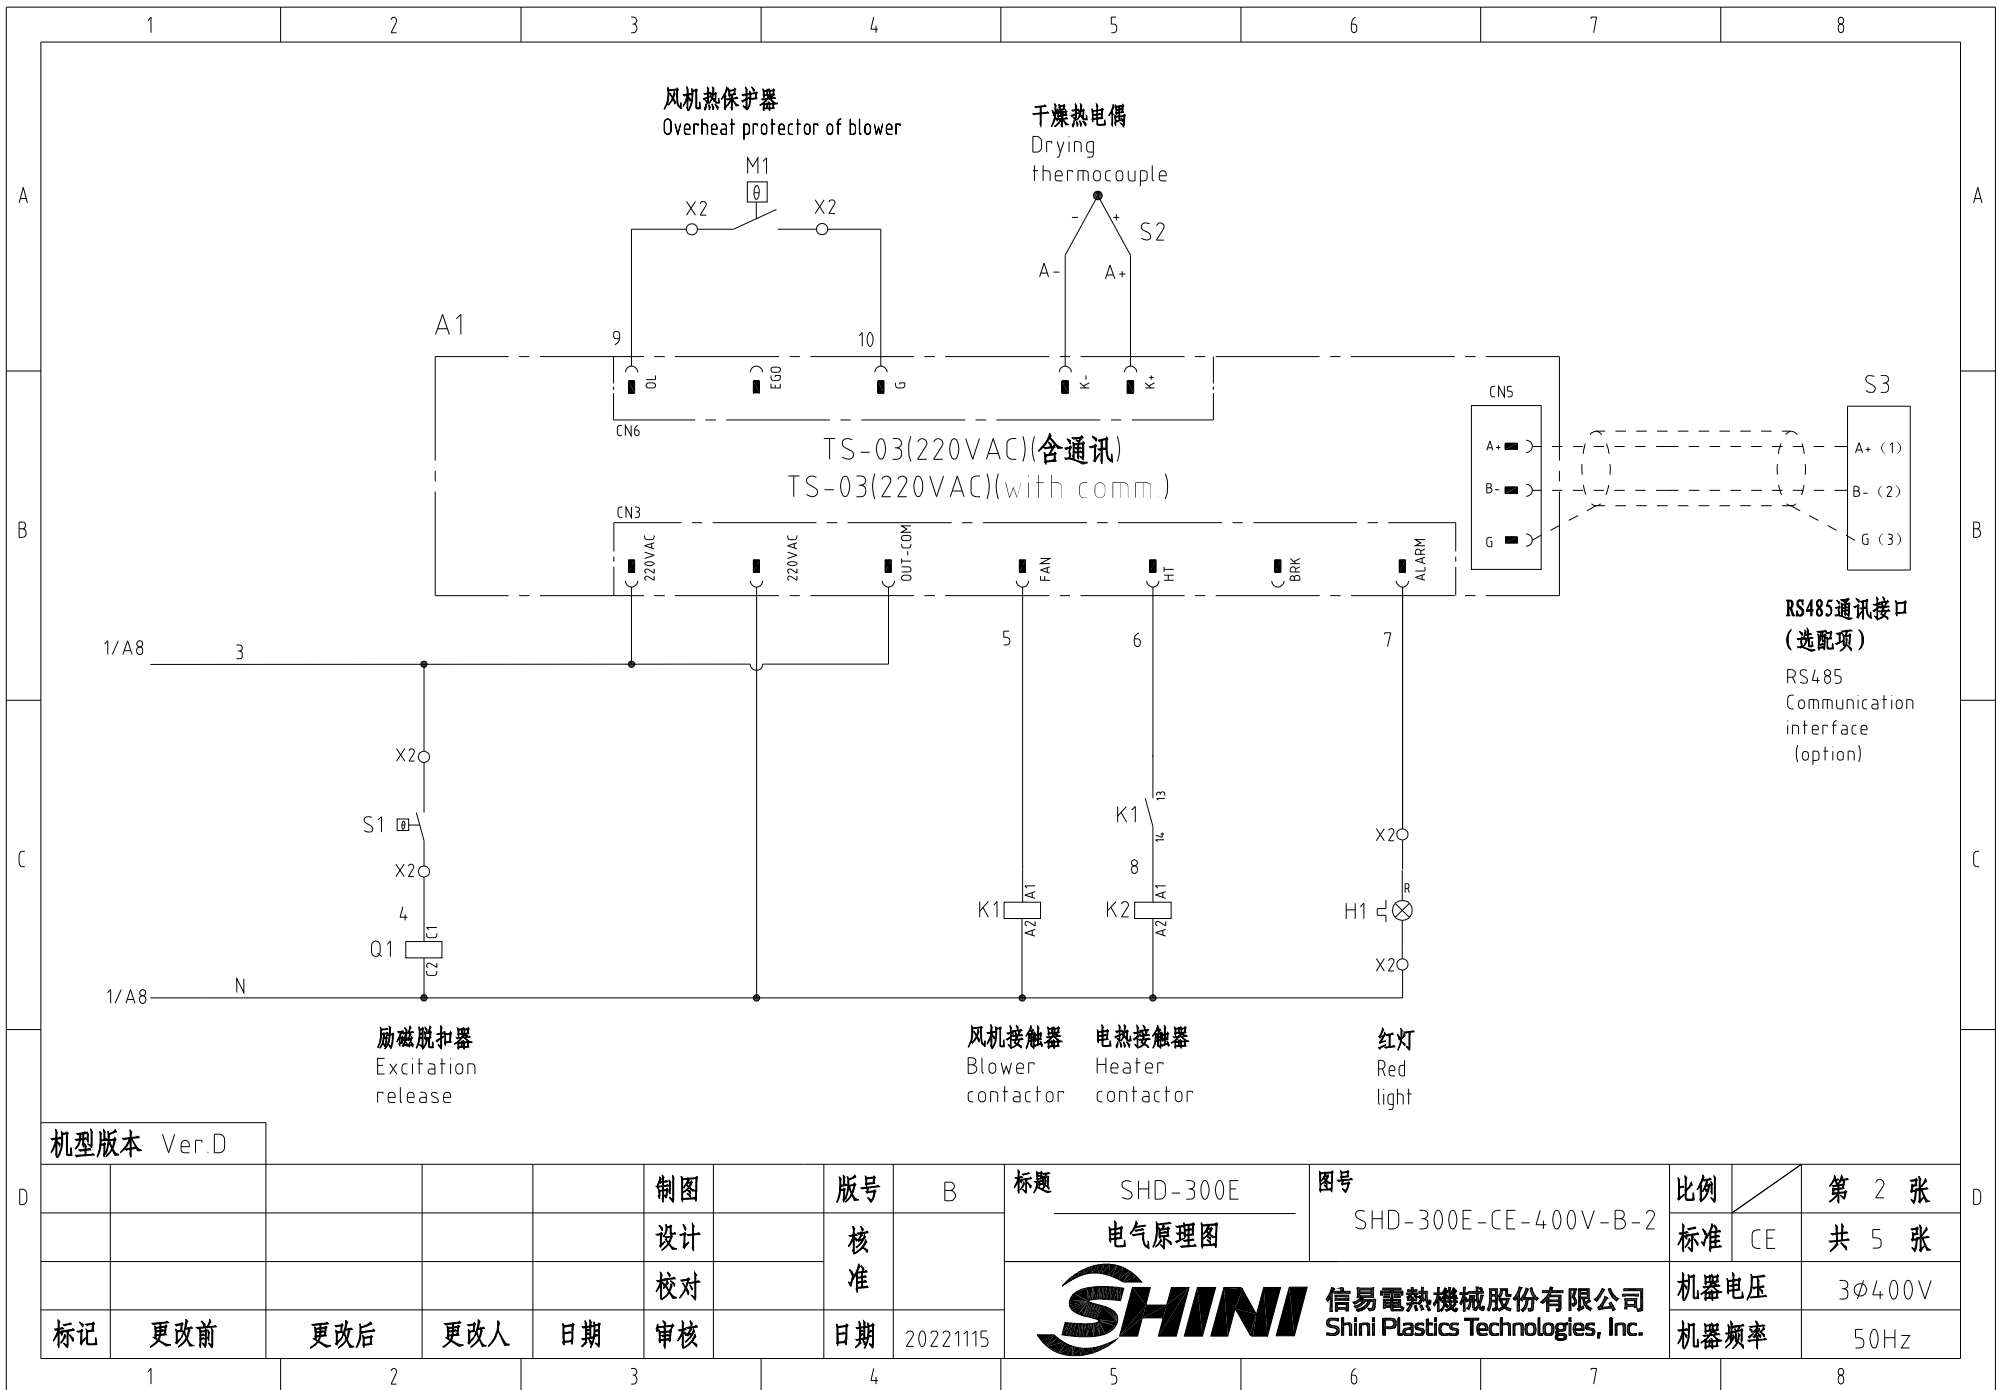 1 2 3 4 5 6 7 8
A
A
B
B
C
C
D
D
风机热保护器
Overheat protector of blower
M1
θ
X2
X2
干燥热电偶
Drying
thermocouple
-
+
S2
A-
A+
A1
9
10
OL
EGO
G
K-
K+
CN6
TS-03(220VAC)(含通讯)
TS-03(220VAC)(with comm.)
CN3
220VAC
220VAC
OUT-COM
FAN
HT
BRK
ALARM
CN5
A+
B-
G
S3
A+ (1)
B- (2)
G (3)
RS485通讯接口
(选配项)
RS485
Communication
interface
(option)
1/A8
3
5
6
7
X2
S1
θ
X2
4
C1
Q1
C2
K1
A1
A2
K1
13
14
8
K2
A1
A2
X2
R
H1
X2
1/A8
N
励磁脱扣器
Excitation
release
风机接触器
Blower
contactor
电热接触器
Heater
contactor
红灯
Red
light
机型版本 Ver.D
制图
版号
B
设计
核
准
校对
标记
更改前
更改后
更改人
日期
审核
日期
20221115
标题
SHD-300E
电气原理图
图号
SHD-300E-CE-400V-B-2
比例
第 2 张
标准
CE
共 5 张
机器电压
3Φ400V
机器频率
50Hz
SHINI
信易電熱機械股份有限公司
Shini Plastics Technologies, Inc.
1 2 3 4 5 6 7 8